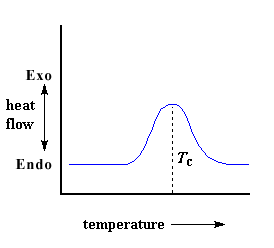 Exo
heat
flow
Endo
Tc
temperature